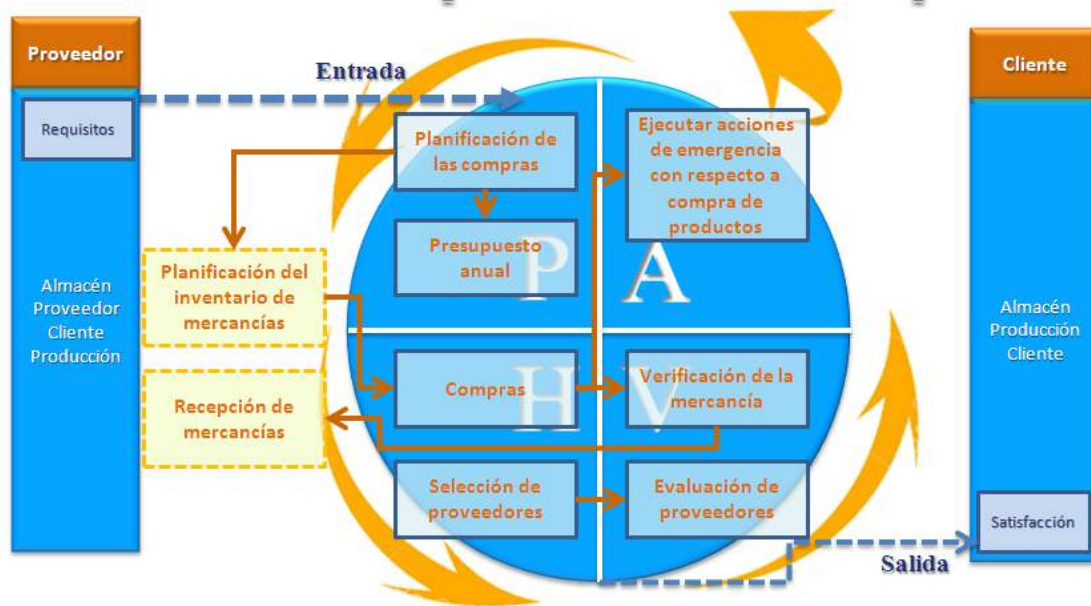 Proveedor
Requisitos
Almacén
Proveedor
Cliente
Producción
Entrada
Planificación de
las compras
Presupuesto
anual
P
Ejecutar acciones
de emergencia
con respecto a
compra de
productos
A
Planificación del
inventario de
mercancías
Recepción de
mercancías
Compras
H
Verificación de la
mercancía
V
Selección de
proveedores
Evaluación de
proveedores
Cliente
Almacén
Producción
Cliente
Satisfacción
Salida